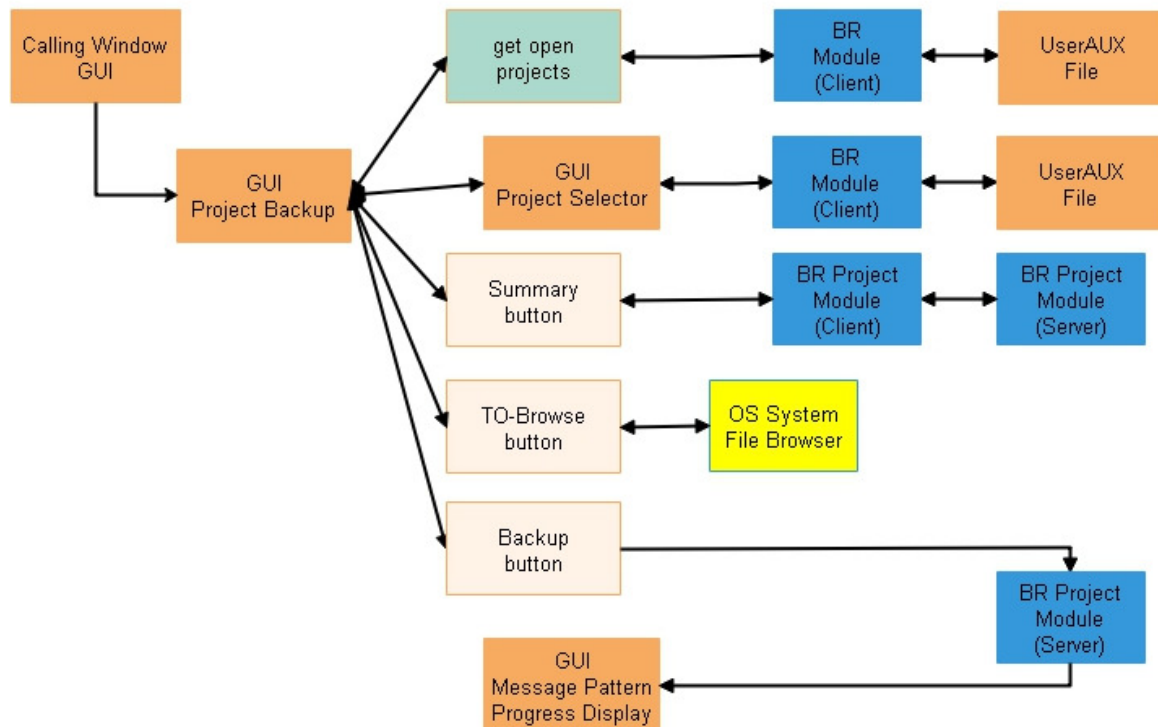 Calling Window
GUI
get open
projects
BR
Module
(Client)
UserAUX
File
GUI
Project Backup
GUI
Project Selector
BR
Module
(Client)
UserAUX
File
Summary
button
BR Project
Module
(Client)
BR Project
Module
(Server)
TO-Browse
button
OS System
File Browser
Backup
button
BR Project
Module
(Server)
GUI
Message Pattern
Progress Display